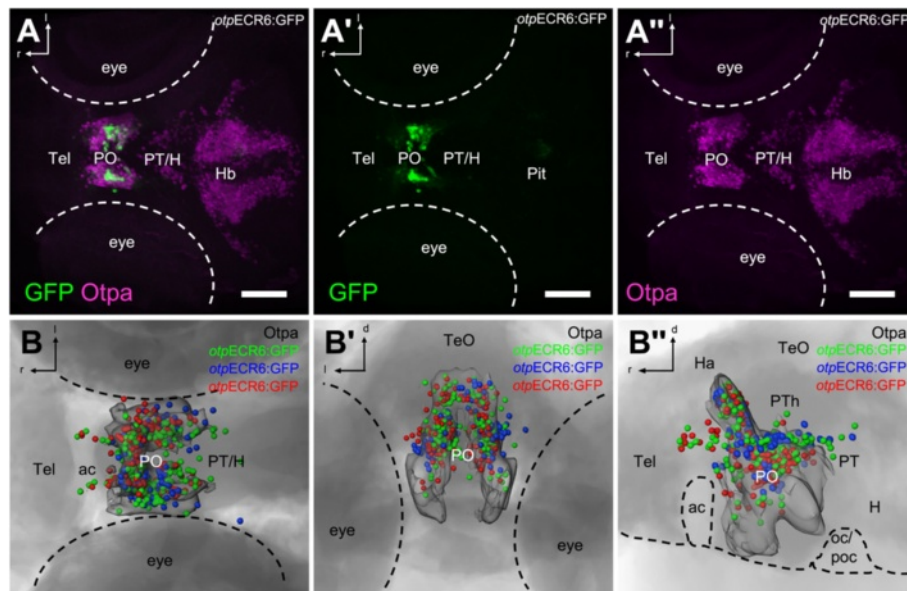 A
l
r
otpECR6:GFP
eye
Tel
PO
PT/H
Hb
eye
GFP Otpa
A'
l
r
otpECR6:GFP
eye
Tel
PO
PT/H
Pit
eye
GFP
A''
l
r
otpECR6:GFP
eye
Tel
PO
PT/H
Hb
eye
Otpa
B
l
r
Otpa
otpECR6:GFP
otpECR6:GFP
otpECR6:GFP
eye
Tel
ac
PO
PT/H
eye
B'
d
l
TeO
Otpa
otpECR6:GFP
otpECR6:GFP
otpECR6:GFP
PO
eye
eye
B''
d
r
TeO
Otpa
otpECR6:GFP
otpECR6:GFP
otpECR6:GFP
Ha
PTh
Tel
PO
PT
ac
H
oc/
poc